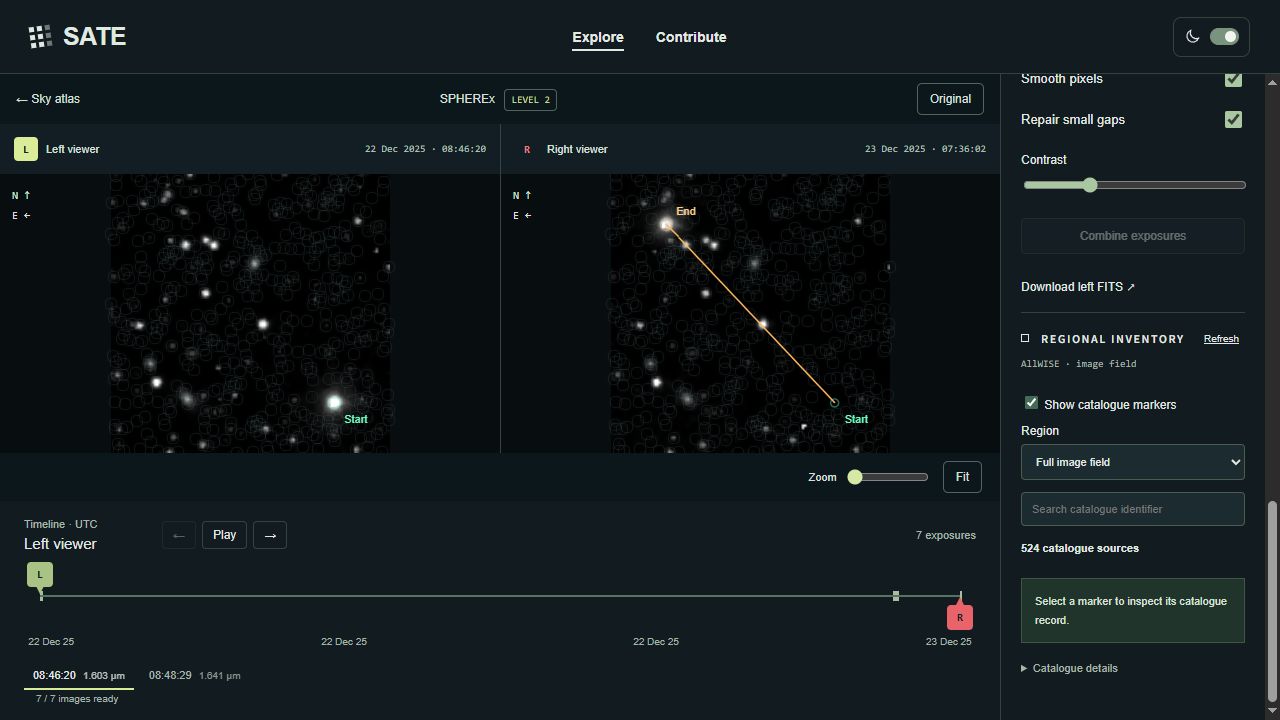 SATE
Explore
Contribute
← Sky atlas
SPHEREx LEVEL 2
Original
L Left viewer 22 Dec 2025 · 08:46:20
R Right viewer 23 Dec 2025 · 07:36:02
N ↑
E ←
Start
N ↑
E ←
End
Start
Zoom
Fit
Timeline · UTC
Left viewer
←
Play
→
7 exposures
L
R
22 Dec 25
22 Dec 25
22 Dec 25
23 Dec 25
08:46:20 1.603 µm
08:48:29 1.641 µm
7 / 7 images ready
Smooth pixels
Repair small gaps
Contrast
Combine exposures
Download left FITS ↗
REGIONAL INVENTORY
Refresh
AllWISE · image field
Show catalogue markers
Region
Full image field
Search catalogue identifier
524 catalogue sources
Select a marker to inspect its catalogue
record.
▶ Catalogue details